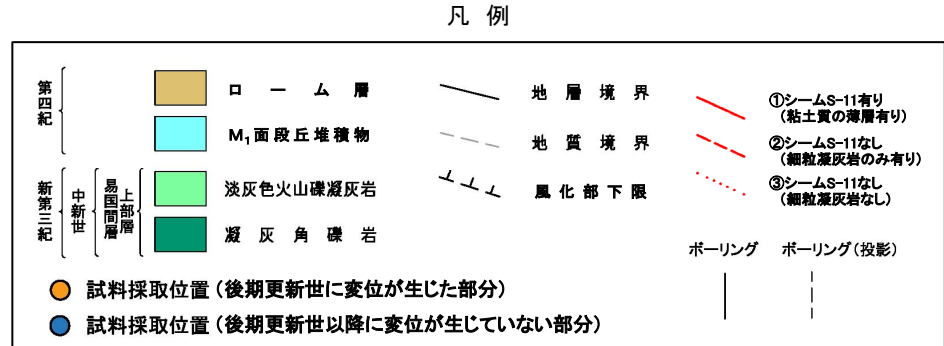 凡 例
第四紀
ローム層
M₁面段丘堆積物
新第三紀
中新世
易国間層
上部層
淡灰色火山礫凝灰岩
凝灰角礫岩
地層境界
地質境界
風化部下限
①シームS-11有り
(粘土質の薄層有り)
②シームS-11なし
(細粒凝灰岩のみ有り)
③シームS-11なし
(細粒凝灰岩なし)
ボーリング
ボーリング(投影)
試料採取位置(後期更新世に変位が生じた部分)
試料採取位置(後期更新世以降に変位が生じていない部分)